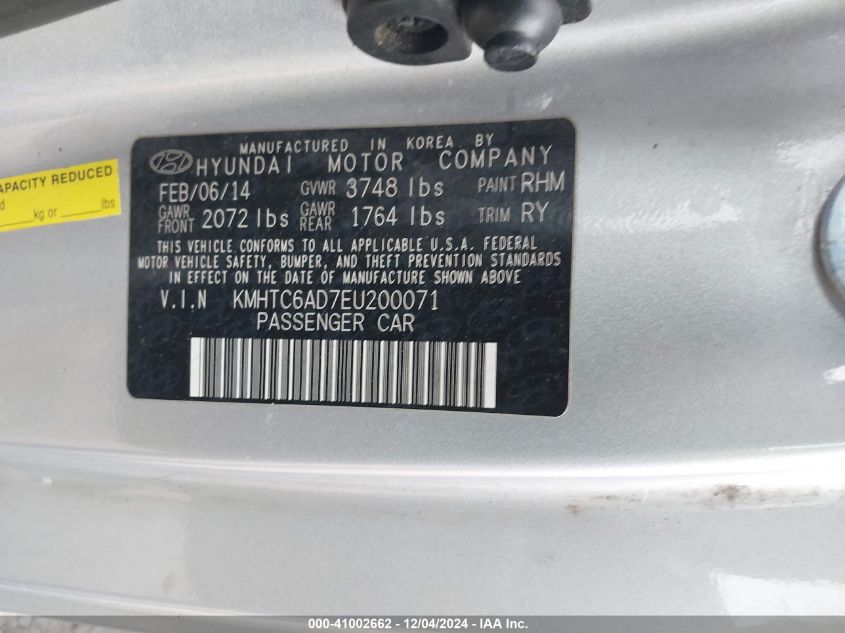 MANUFACTURED IN KOREA BY
HYUNDAI MOTOR COMPANY
FEB/06/14 GVWR 3748 lbs PAINT RHM
GAWR FRONT 2072 lbs GAWR REAR 1764 lbs TRIM RY
THIS VEHICLE CONFORMS TO ALL APPLICABLE U.S.A. FEDERAL
MOTOR VEHICLE SAFETY, BUMPER, AND THEFT PREVENTION STANDARDS
IN EFFECT ON THE DATE OF MANUFACTURE SHOWN ABOVE
V.I.N KMHTC6AD7EU200071
PASSENGER CAR
APACITY REDUCED
d
kg or ______ lbs
000-41002662 - 12/04/2024 - IAA Inc.